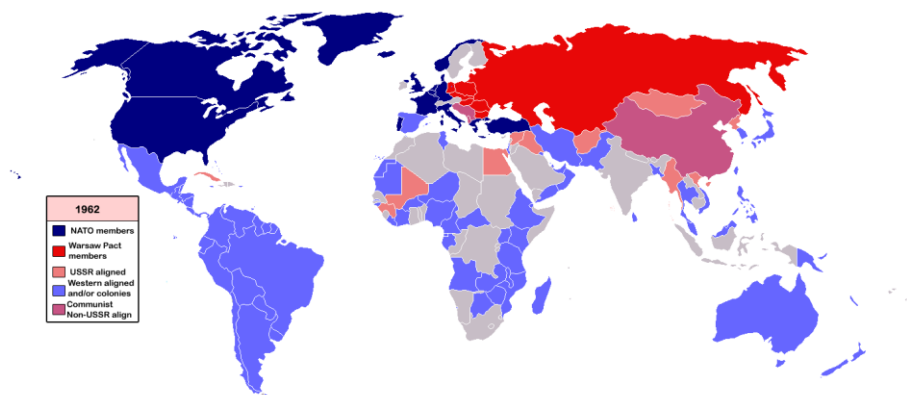 1962
NATO members
Warsaw Pact
members
USSR aligned
Western aligned
and/or colonies
Communist
Non-USSR align